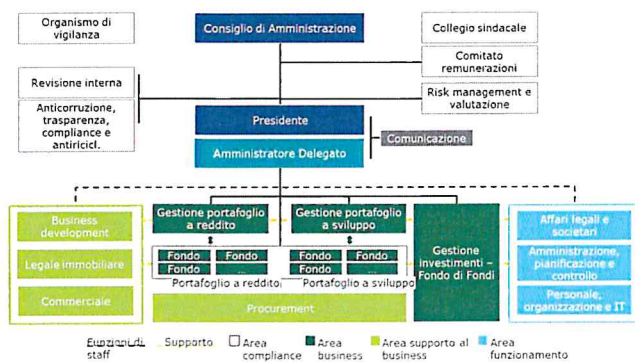 Organismo di
vigilanza
Consiglio di Amministrazione
Collegio sindacale
Comitato
remunerazioni
Revisione interna
Risk management e
valutazione
Anticorruzione,
trasparenza,
compliance e
antiricicl.
Presidente
Comunicazione
Amministratore Delegato
Business
development
Gestione portafoglio
a reddito
Gestione portafoglio
a sviluppo
Affari legali e
societari
Legale immobiliare
Fondo Fondo
Fondo ...
Portafoglio a reddito
Fondo Fondo
Fondo ...
Portafoglio a sviluppo
Gestione
investimenti –
Fondo di Fondi
Amministrazione,
pianificazione e
controllo
Commerciale
Procurement
Personale,
organizzazione e IT
Funzioni di
staff
Supporto
Area
compliance
Area
business
Area supporto al
business
Area
funzionamento